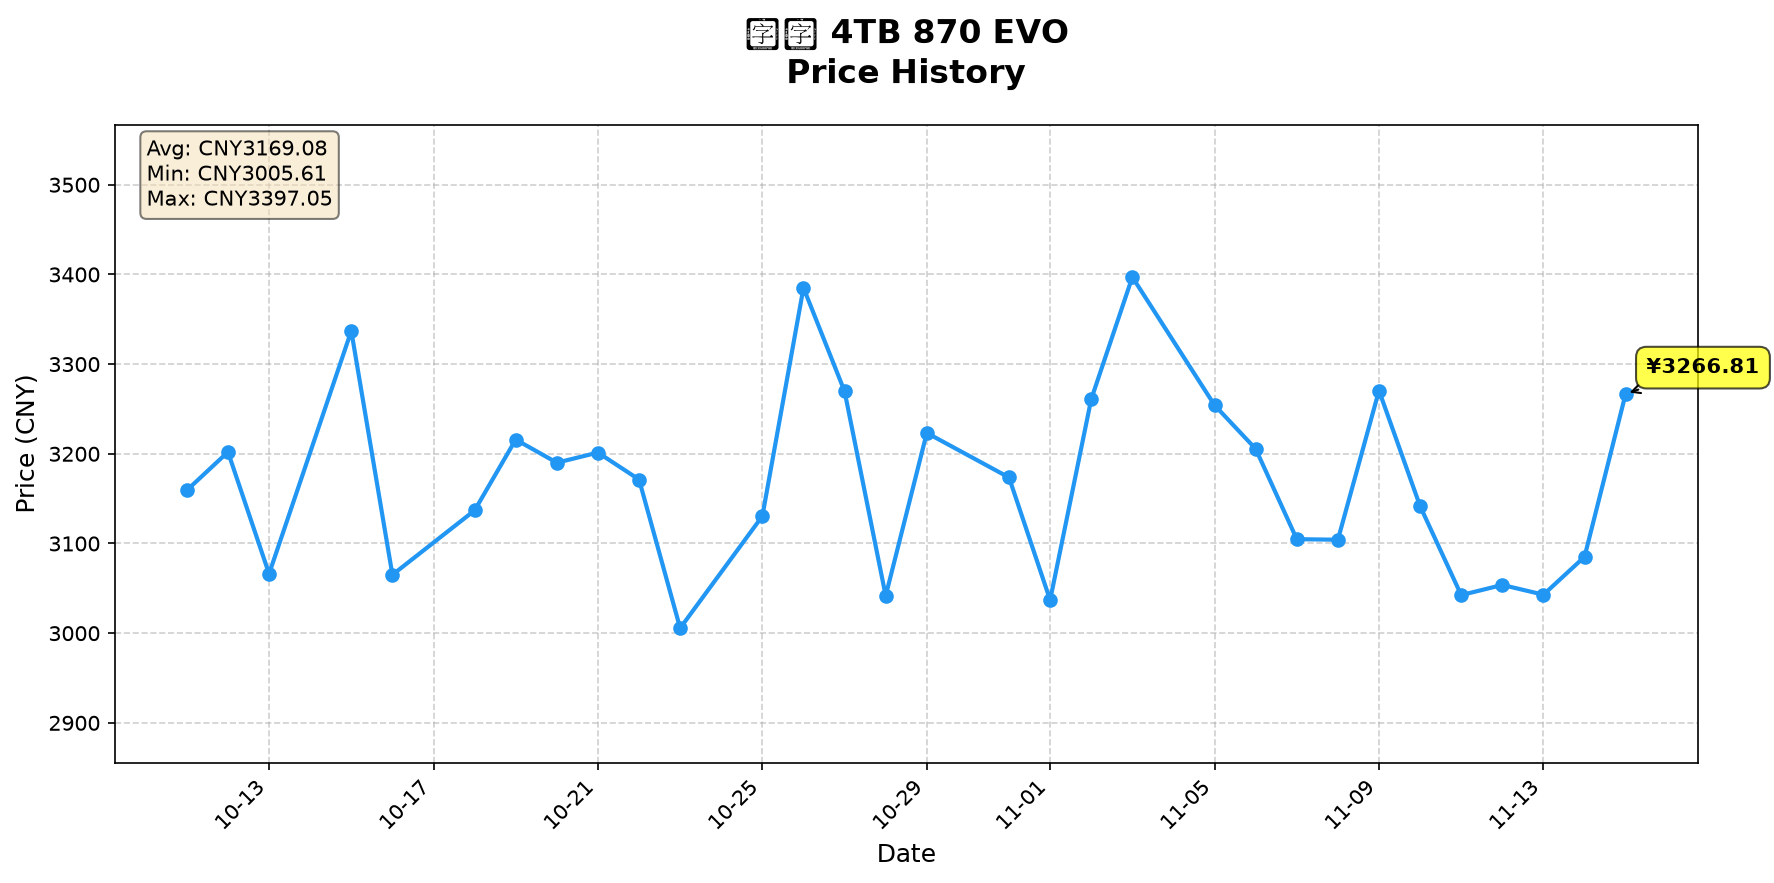 4TB 870 EVO
Price History
Avg: CNY3169.08
Min: CNY3005.61
Max: CNY3397.05
¥3266.81
Price (CNY)
3500
3400
3300
3200
3100
3000
2900
10-13
10-17
10-21
10-25
10-29
11-01
11-05
11-09
11-13
Date